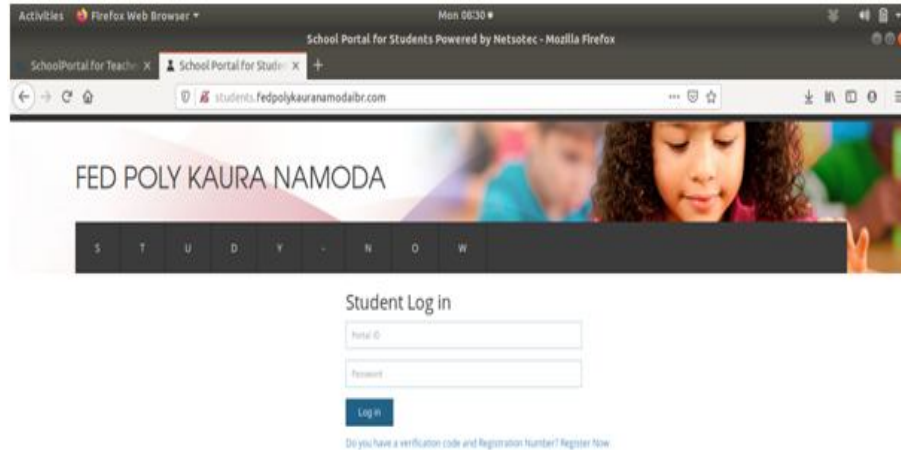 Activities Firefox Web Browser Mon 06:30
School Portal for Students Powered by Netsotec - Mozilla Firefox
SchoolPortal for Teache X School Portal for Studen X +
students.fedpolykauranamodaibr.com
FED POLY KAURA NAMODA
S T U D Y - N O W
Student Log in
Portal ID
Password
Log in
Do you have a verification code and Registration Number? Register Now